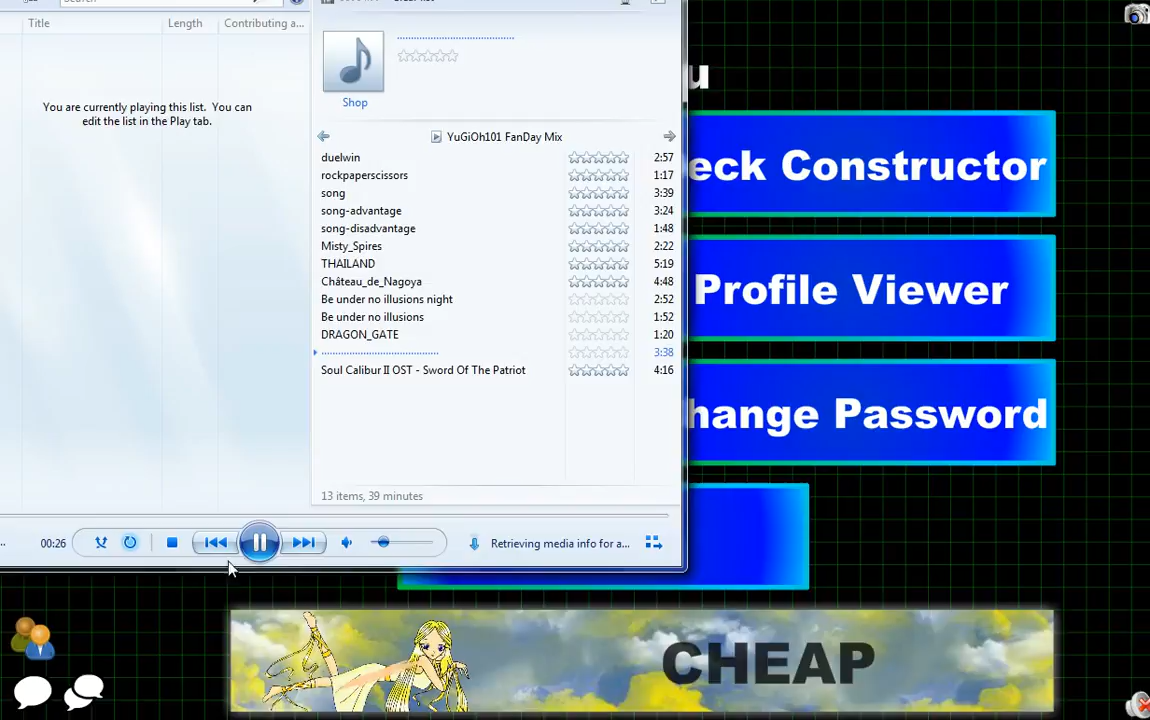 Title Length Contributing a...
You are currently playing this list. You can
edit the list in the Play tab.
Shop
YuGiOh101 FanDay Mix
duelwin 2:57
rockpaperscissors 1:17
song 3:39
song-advantage 3:24
song-disadvantage 1:48
Misty_Spires 2:22
THAILAND 5:19
Château_de_Nagoya 4:48
Be under no illusions night 2:52
Be under no illusions 1:52
DRAGON_GATE 1:20
3:38
Soul Calibur II OST - Sword Of The Patriot 4:16
13 items, 39 minutes
00:26
Retrieving media info for a...
u
eck Constructor
Profile Viewer
hange Password
CHEAP